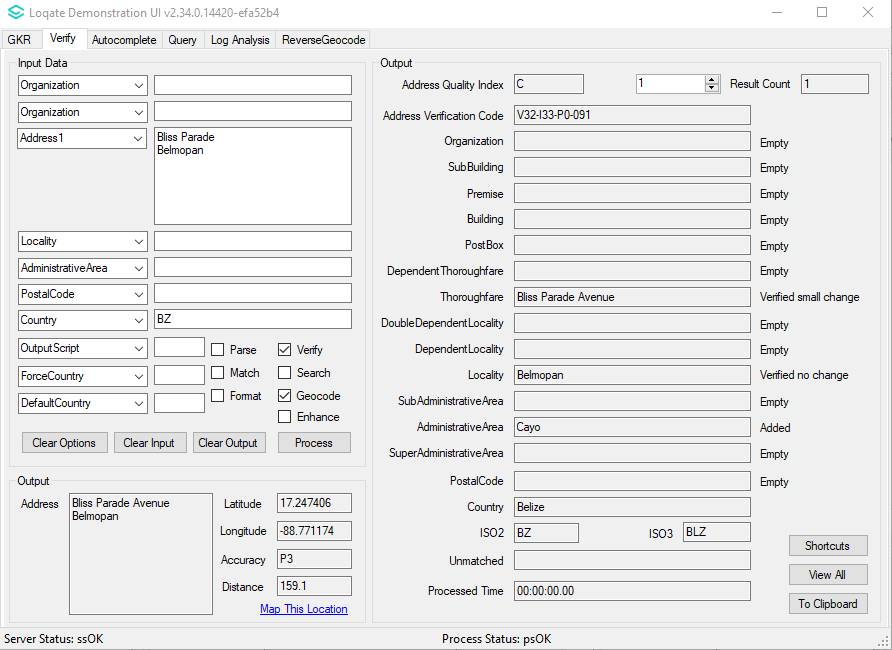 Loqate Demonstration UI v2.34.0.14420-efa52b4
GKR Verify Autocomplete Query Log Analysis ReverseGeocode
Input Data
Organization
Organization
Address1
Bliss Parade
Belmopan
Locality
AdministrativeArea
PostalCode
Country BZ
OutputScript Parse Verify
ForceCountry Match Search
DefaultCountry Format Geocode
Enhance
Clear Options Clear Input Clear Output Process
Output
Address
Bliss Parade Avenue
Belmopan
Latitude 17.247406
Longitude -88.771174
Accuracy P3
Distance 159.1
Map This Location
Output
Address Quality Index C 1 Result Count 1
Address Verification Code V32-I33-P0-091
Organization Empty
SubBuilding Empty
Premise Empty
Building Empty
PostBox Empty
DependentThoroughfare Empty
Thoroughfare Bliss Parade Avenue Verified small change
DoubleDependentLocality Empty
DependentLocality Empty
Locality Belmopan Verified no change
SubAdministrativeArea Empty
AdministrativeArea Cayo Added
SuperAdministrativeArea Empty
PostalCode Empty
Country Belize
ISO2 BZ ISO3 BLZ
Unmatched
Processed Time 00:00:00.00
Shortcuts
View All
To Clipboard
Server Status: ssOK Process Status: psOK